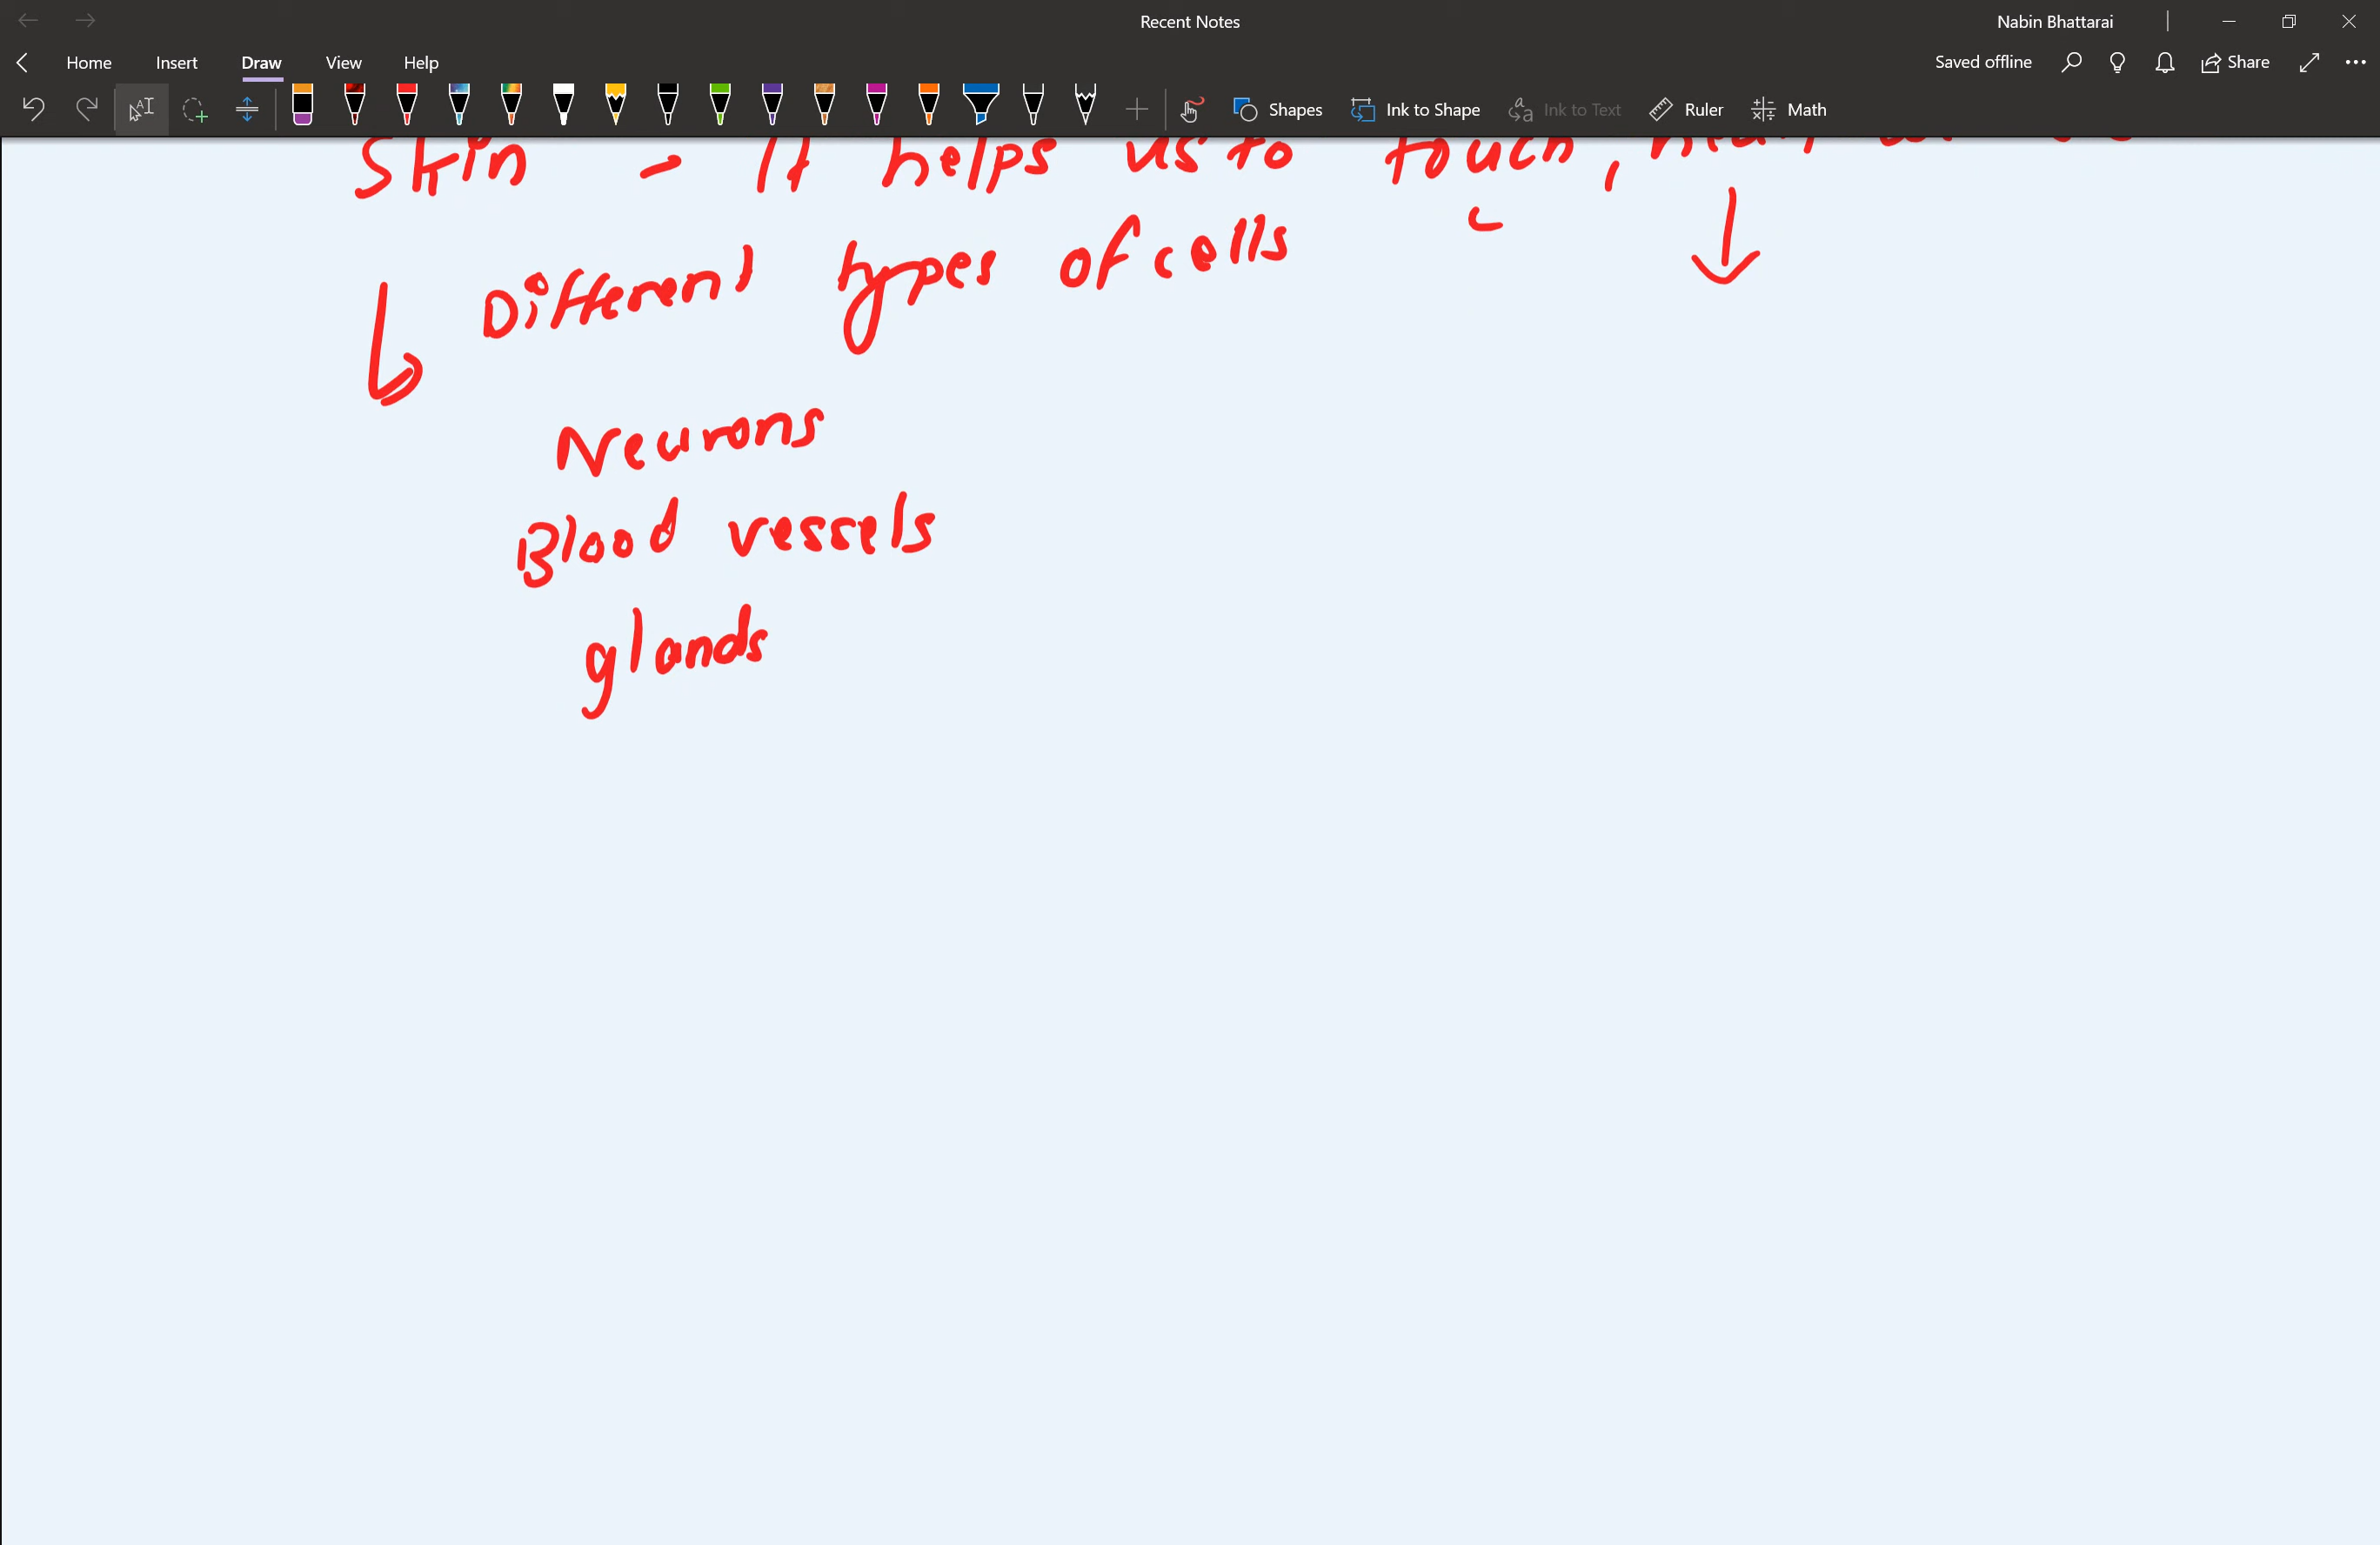 Recent Notes
Nabin Bhattarai
Home Insert Draw View Help
Saved offline Share
Shapes Ink to Shape Ink to Text Ruler Math
Skin - It helps us to touch,
Different types of cells
Neurons
Blood vessels
glands